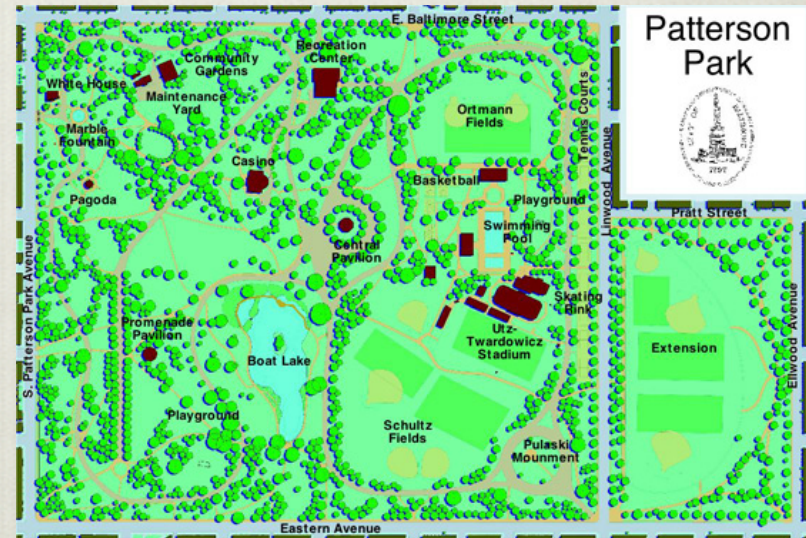 E. Baltimore Street
Patterson
Park
Recreation
Center
Community
Gardens
White House
Maintenance
Yard
Marble
Fountain
Ortmann
Fields
Tennis Courts
Linwood Avenue
Casino
Basketball
Pagoda
Playground
Pratt Street
Swimming
Pool
Central
Pavilion
S. Patterson Park Avenue
Skating
Rink
Ellwood Avenue
Promenade
Pavilion
Utz-
Twardowicz
Stadium
Boat Lake
Extension
Playground
Schultz
Fields
Pulaski
Mounment
Eastern Avenue
1797